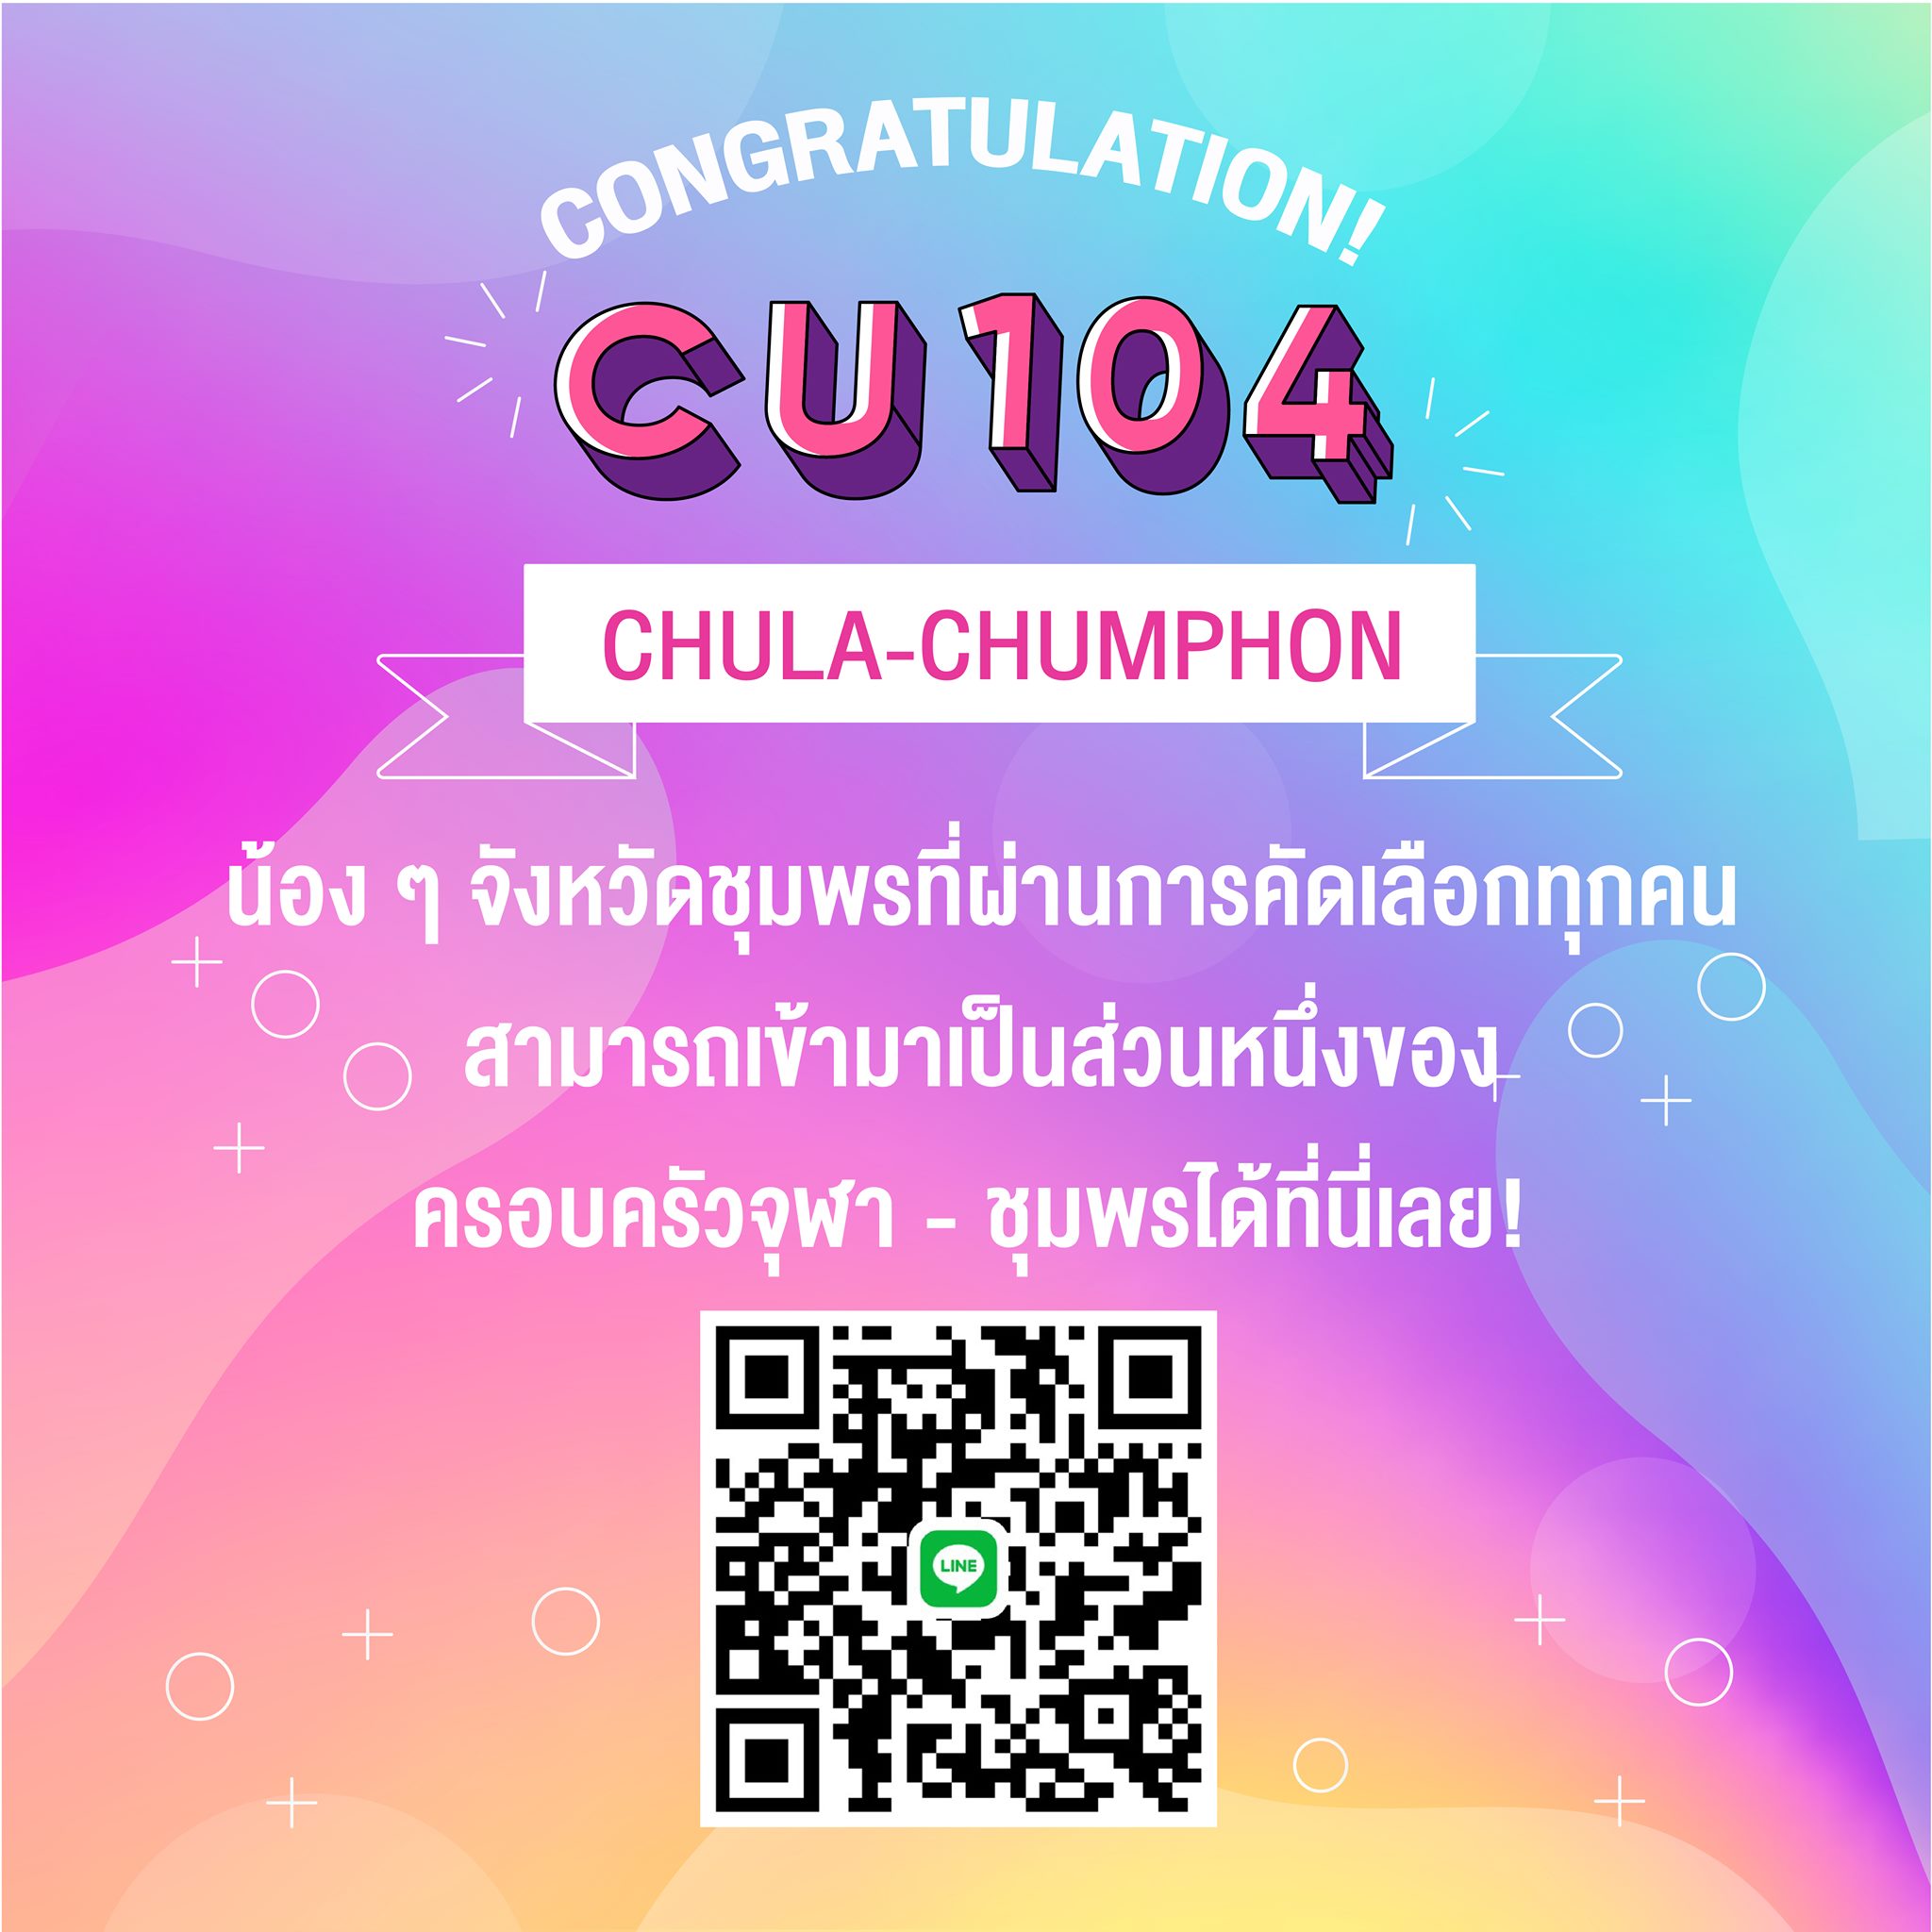 CONGRATULATION!
CU104
CHULA-CHUMPHON
น้อง ๆ จังหวัดชุมพรที่ผ่านการคัดเลือกทุกคน
สามารถเข้ามาเป็นส่วนหนึ่งของ
ครอบครัวจุฬา - ชุมพรได้ที่นี่เลย!
LINE